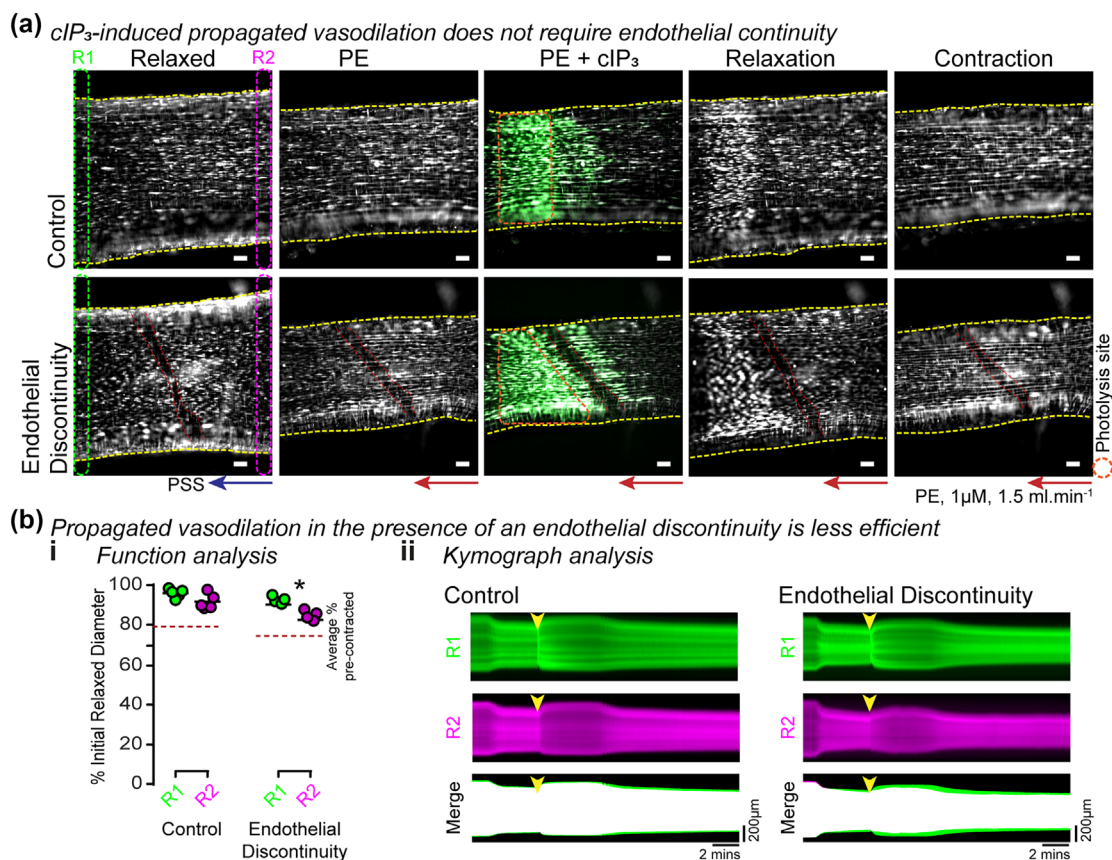 (a) cIP₃-induced propagated vasodilation does not require endothelial continuity
R1 Relaxed R2 PE PE + cIP₃ Relaxation Contraction
Control
Endothelial
Discontinuity
Photolysis site
PSS
PE, 1µM, 1.5 ml.min⁻¹
(b) Propagated vasodilation in the presence of an endothelial discontinuity is less efficient
i Function analysis
% Initial Relaxed Diameter
100
80
60
40
20
0
*
Average %
pre-contracted
R1 R2 R1 R2
Control Endothelial
Discontinuity
ii Kymograph analysis
Control Endothelial Discontinuity
R1 R1
R2 R2
Merge Merge
200µm 200µm
2 mins 2 mins